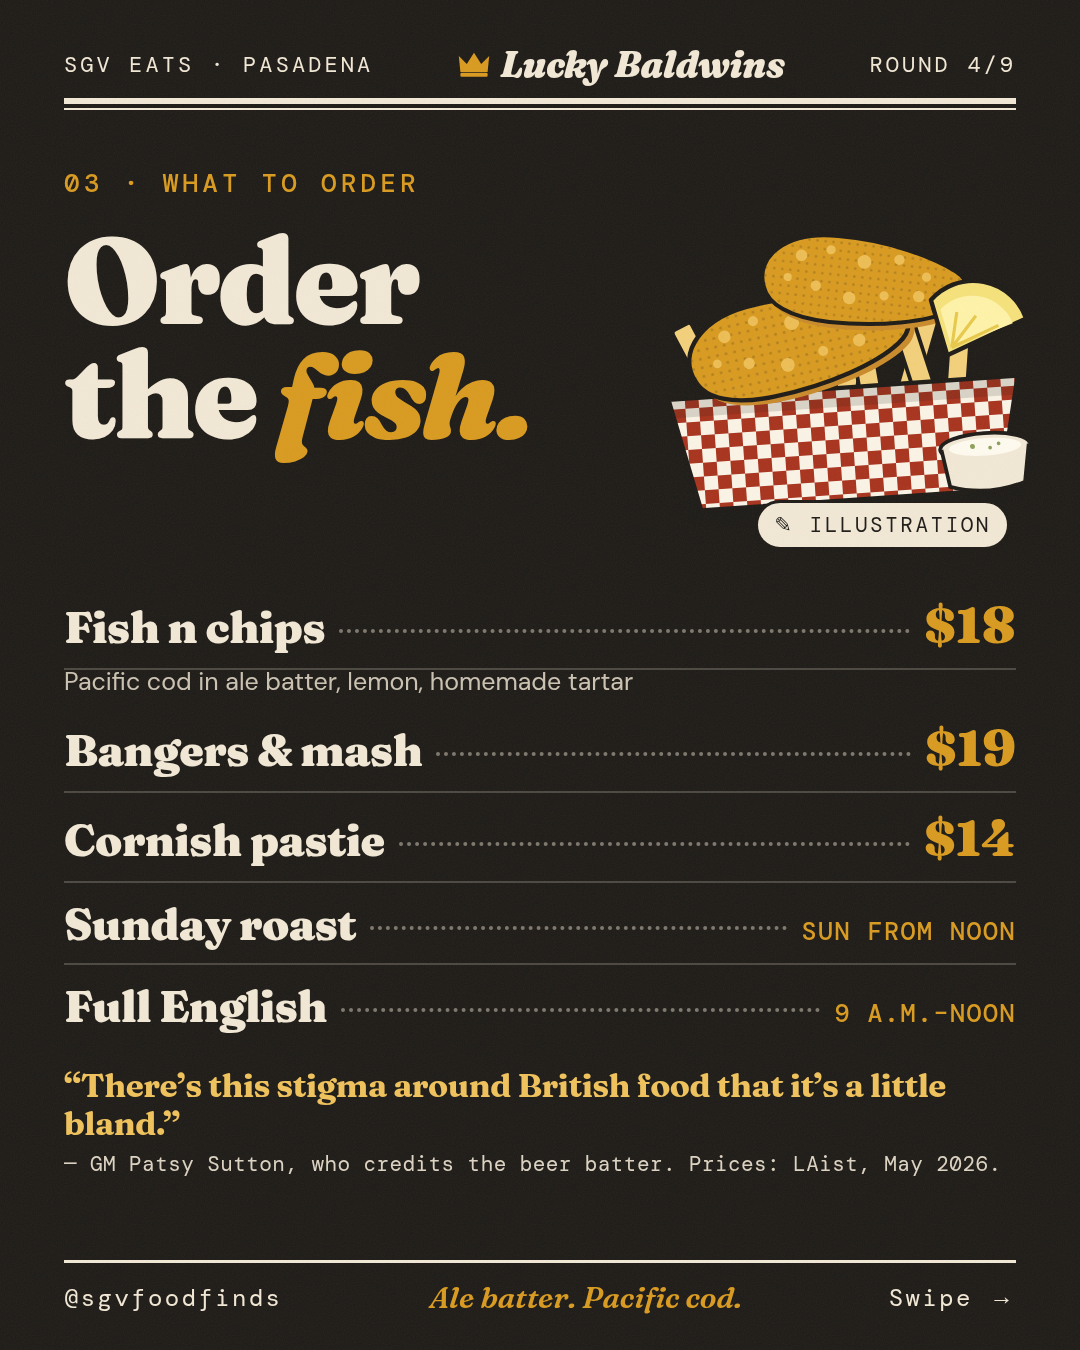 SGV EATS · PASADENA
Lucky Baldwins
ROUND 4/9
03 · WHAT TO ORDER
Order
the fish.
✎ ILLUSTRATION
Fish n chips $18
Pacific cod in ale batter, lemon, homemade tartar
Bangers & mash $19
Cornish pastie $14
Sunday roast SUN FROM NOON
Full English 9 A.M.–NOON
“There’s this stigma around British food that it’s a little
bland.”
— GM Patsy Sutton, who credits the beer batter. Prices: LAist, May 2026.
@sgvfoodfinds
Ale batter. Pacific cod.
Swipe →